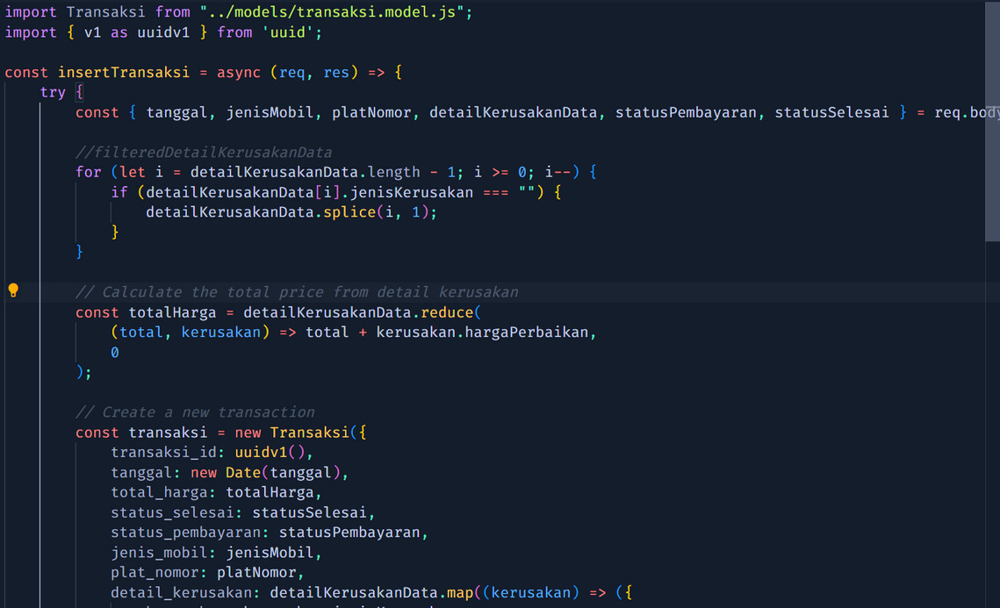 import Transaksi from "../models/transaksi.model.js";
import { v1 as uuidv1 } from 'uuid';
const insertTransaksi = async (req, res) => {
try {
const { tanggal, jenisMobil, platNomor, detailKerusakanData, statusPembayaran, statusSelesai } = req.body
//filteredDetailKerusakanData
for (let i = detailKerusakanData.length - 1; i >= 0; i--) {
if (detailKerusakanData[i].jenisKerusakan === "") {
detailKerusakanData.splice(i, 1);
}
}
// Calculate the total price from detail kerusakan
const totalHarga = detailKerusakanData.reduce(
(total, kerusakan) => total + kerusakan.hargaPerbaikan,
0
);
// Create a new transaction
const transaksi = new Transaksi({
transaksi_id: uuidv1(),
tanggal: new Date(tanggal),
total_harga: totalHarga,
status_selesai: statusSelesai,
status_pembayaran: statusPembayaran,
jenis_mobil: jenisMobil,
plat_nomor: platNomor,
detail_kerusakan: detailKerusakanData.map((kerusakan) => ({